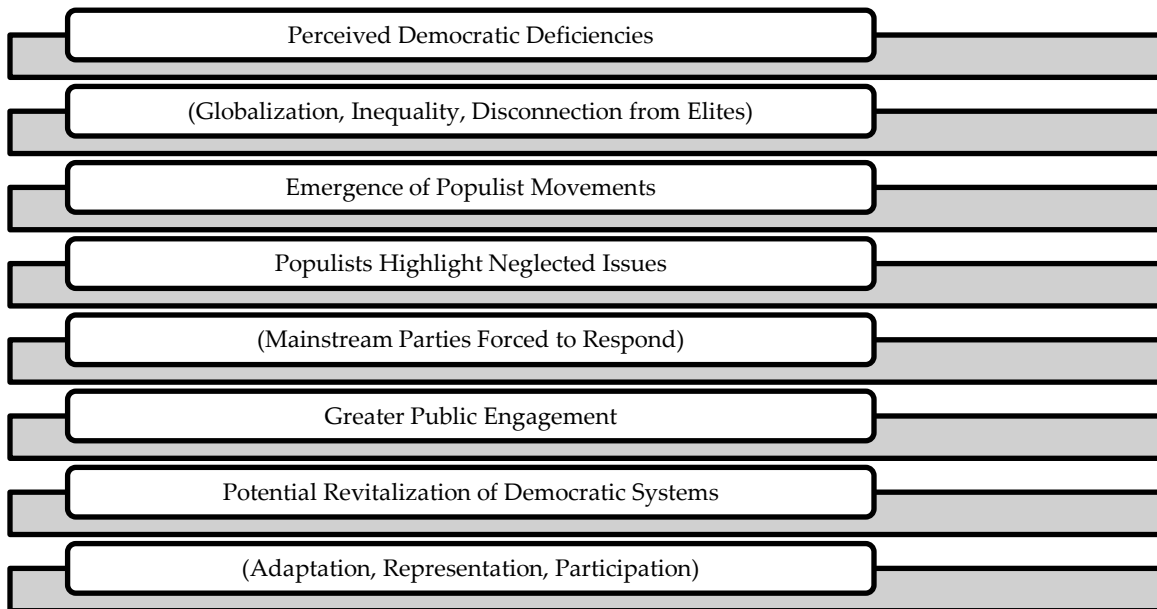 Perceived Democratic Deficiencies
(Globalization, Inequality, Disconnection from Elites)
Emergence of Populist Movements
Populists Highlight Neglected Issues
(Mainstream Parties Forced to Respond)
Greater Public Engagement
Potential Revitalization of Democratic Systems
(Adaptation, Representation, Participation)